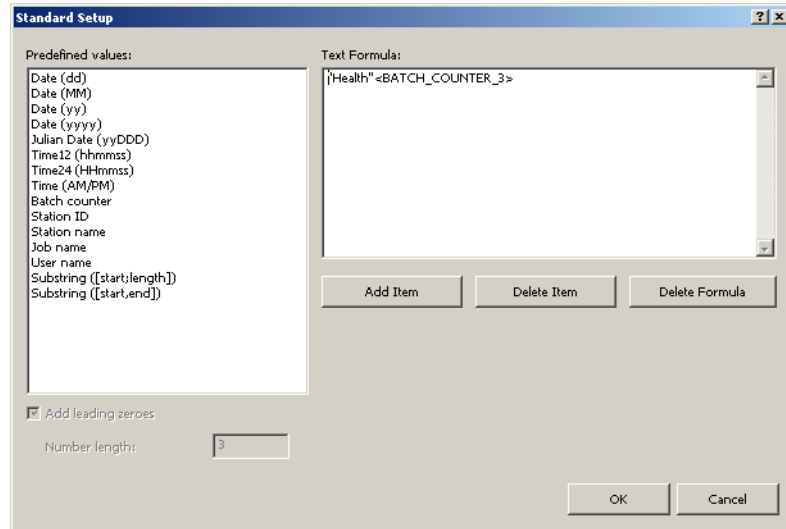 Standard Setup
Predefined values:
Date (dd)
Date (MM)
Date (yy)
Date (yyyy)
Julian Date (yyDDD)
Time12 (hhmmss)
Time24 (HHmmss)
Time (AM/PM)
Batch counter
Station ID
Station name
Job name
User name
Substring ([start;length])
Substring ([start,end])
Add leading zeroes
Number length:
3
Text Formula:
"Health"<BATCH_COUNTER_3>
Add Item
Delete Item
Delete Formula
OK
Cancel